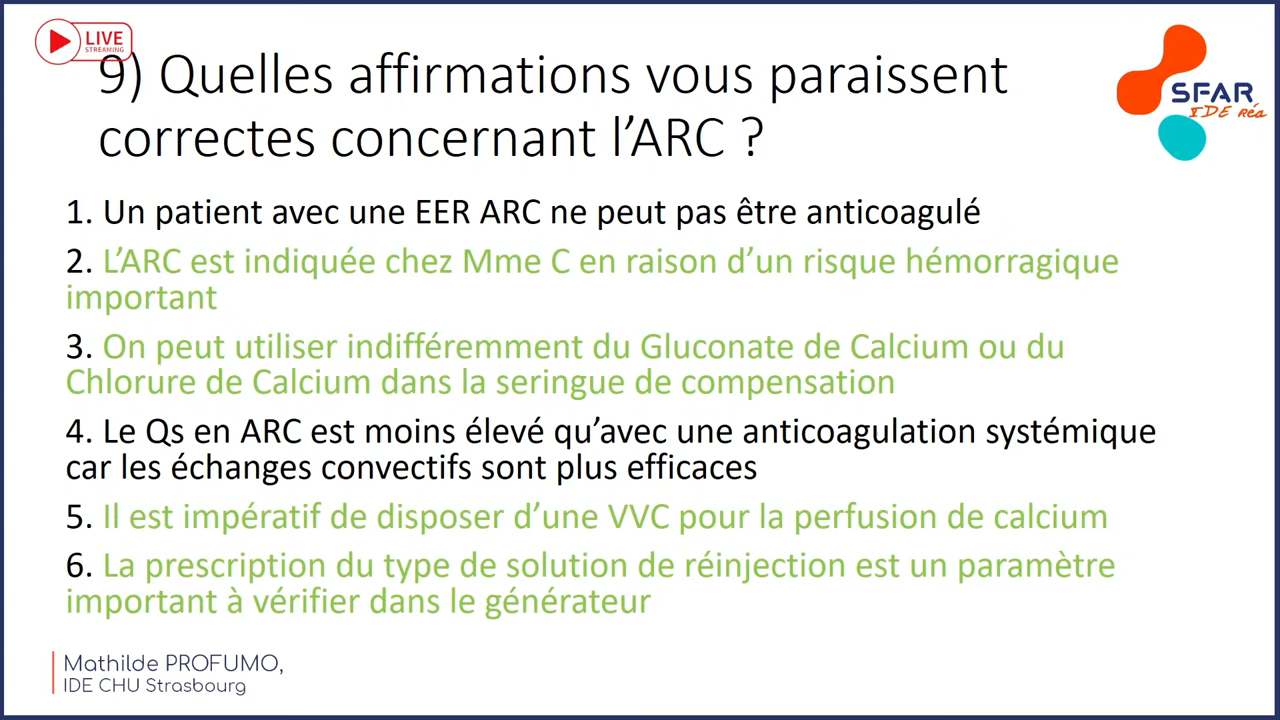 LIVE
STREAMING
9) Quelles affirmations vous paraissent
correctes concernant l’ARC ?
SFAR
IDE Réa
1. Un patient avec une EER ARC ne peut pas être anticoagulé
2. L’ARC est indiquée chez Mme C en raison d’un risque hémorragique
important
3. On peut utiliser indifféremment du Gluconate de Calcium ou du
Chlorure de Calcium dans la seringue de compensation
4. Le Qs en ARC est moins élevé qu’avec une anticoagulation systémique
car les échanges convectifs sont plus efficaces
5. Il est impératif de disposer d’une VVC pour la perfusion de calcium
6. La prescription du type de solution de réinjection est un paramètre
important à vérifier dans le générateur
Mathilde PROFUMO,
IDE CHU Strasbourg